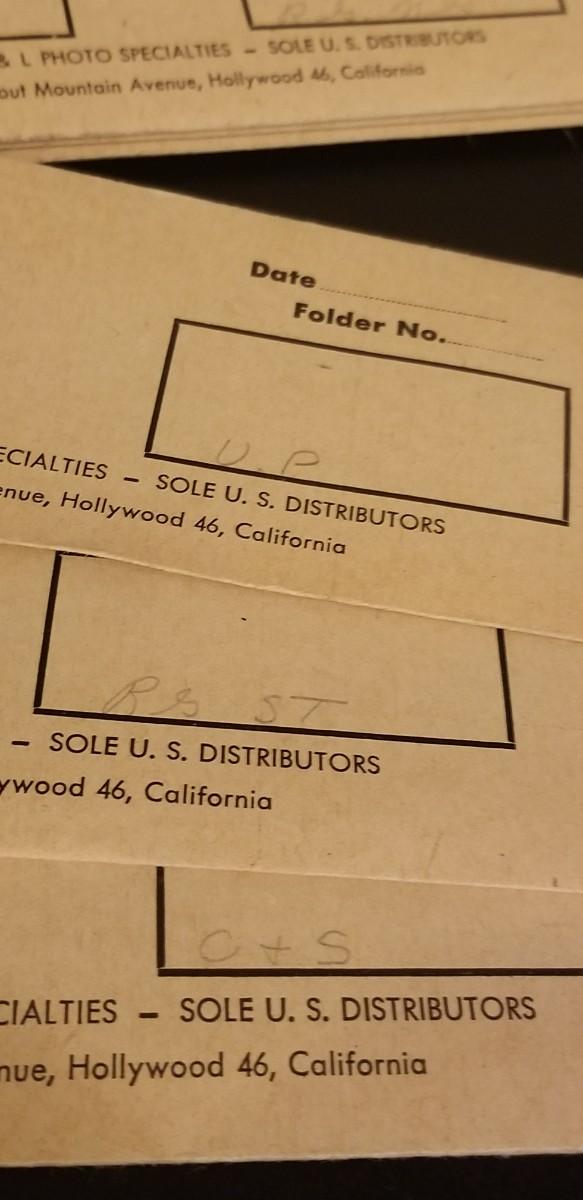 & L PHOTO SPECIALTIES – SOLE U. S. DISTRIBUTORS
out Mountain Avenue, Hollywood 46, California
Date
Folder No.
U.P
ECIALTIES – SOLE U. S. DISTRIBUTORS
enue, Hollywood 46, California
ST
– SOLE U. S. DISTRIBUTORS
ywood 46, California
C + S
CIALTIES – SOLE U. S. DISTRIBUTORS
nue, Hollywood 46, California